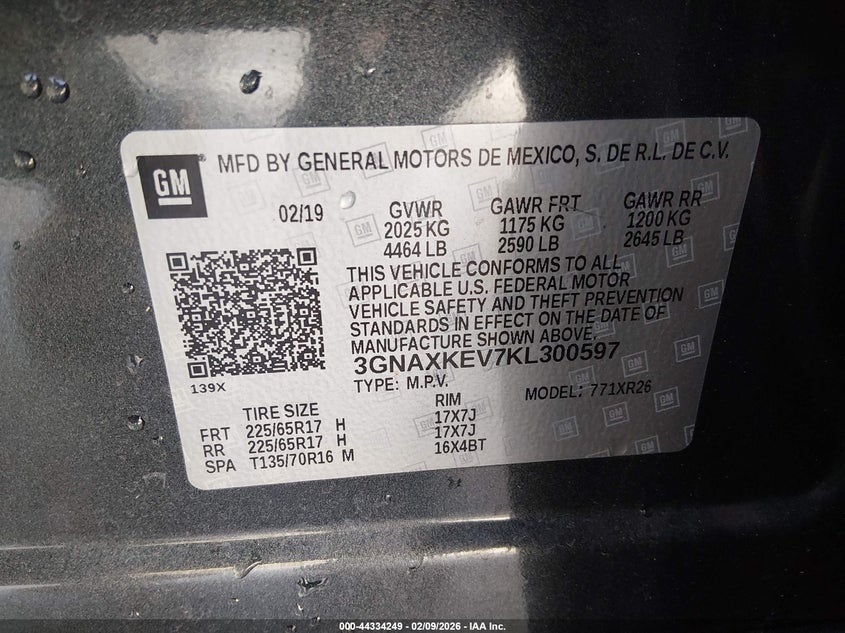 GM
MFD BY GENERAL MOTORS DE MEXICO, S. DE R.L. DE C.V.
02/19 GVWR GAWR FRT GAWR RR
2025 KG 1175 KG 1200 KG
4464 LB 2590 LB 2645 LB
THIS VEHICLE CONFORMS TO ALL
APPLICABLE U.S. FEDERAL MOTOR
VEHICLE SAFETY AND THEFT PREVENTION
STANDARDS IN EFFECT ON THE DATE OF
MANUFACTURE SHOWN ABOVE.
3GNAXKEV7KL300597
139X
TYPE: M.P.V. MODEL: 771XR26
TIRE SIZE RIM
FRT 225/65R17 H 17X7J
RR 225/65R17 H 17X7J
SPA T135/70R16 M 16X4BT
000-44334249 - 02/09/2026 - IAA Inc.